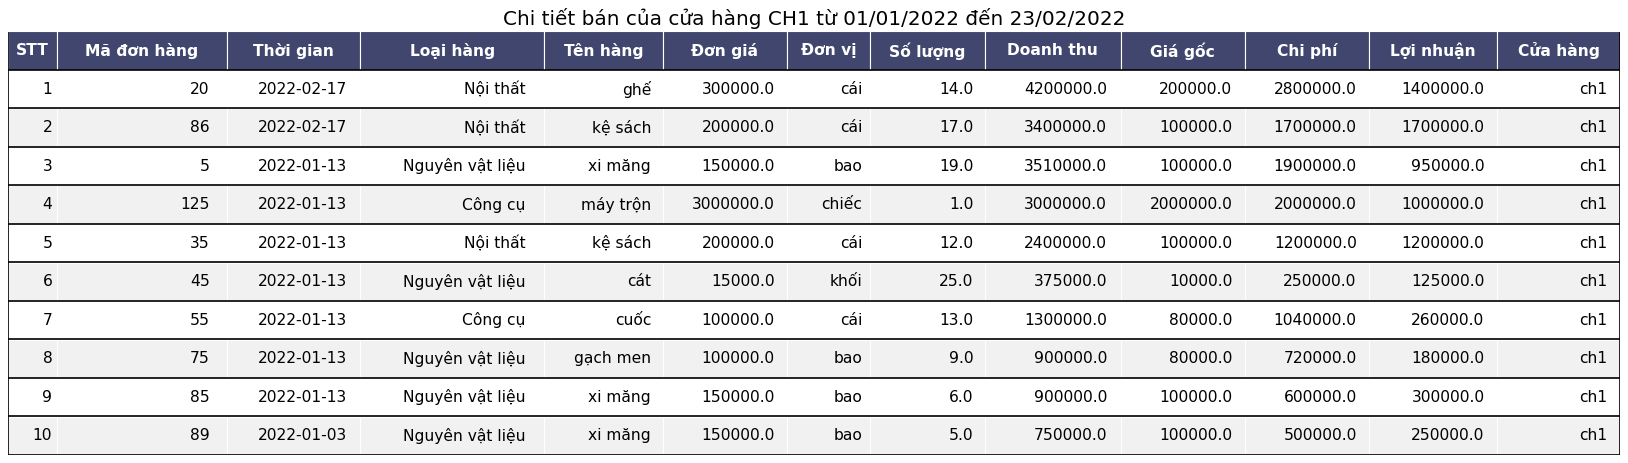 Chi tiết bán của cửa hàng CH1 từ 01/01/2022 đến 23/02/2022
STT Mã đơn hàng Thời gian Loại hàng Tên hàng Đơn giá Đơn vị Số lượng Doanh thu Giá gốc Chi phí Lợi nhuận Cửa hàng
1 20 2022-02-17 Nội thất ghế 300000.0 cái 14.0 4200000.0 200000.0 2800000.0 1400000.0 ch1
2 86 2022-02-17 Nội thất kệ sách 200000.0 cái 17.0 3400000.0 100000.0 1700000.0 1700000.0 ch1
3 5 2022-01-13 Nguyên vật liệu xi măng 150000.0 bao 19.0 3510000.0 100000.0 1900000.0 950000.0 ch1
4 125 2022-01-13 Công cụ máy trộn 3000000.0 chiếc 1.0 3000000.0 2000000.0 2000000.0 1000000.0 ch1
5 35 2022-01-13 Nội thất kệ sách 200000.0 cái 12.0 2400000.0 100000.0 1200000.0 1200000.0 ch1
6 45 2022-01-13 Nguyên vật liệu cát 15000.0 khối 25.0 375000.0 10000.0 250000.0 125000.0 ch1
7 55 2022-01-13 Công cụ cuốc 100000.0 cái 13.0 1300000.0 80000.0 1040000.0 260000.0 ch1
8 75 2022-01-13 Nguyên vật liệu gạch men 100000.0 bao 9.0 900000.0 80000.0 720000.0 180000.0 ch1
9 85 2022-01-13 Nguyên vật liệu xi măng 150000.0 bao 6.0 900000.0 100000.0 600000.0 300000.0 ch1
10 89 2022-01-03 Nguyên vật liệu xi măng 150000.0 bao 5.0 750000.0 100000.0 500000.0 250000.0 ch1